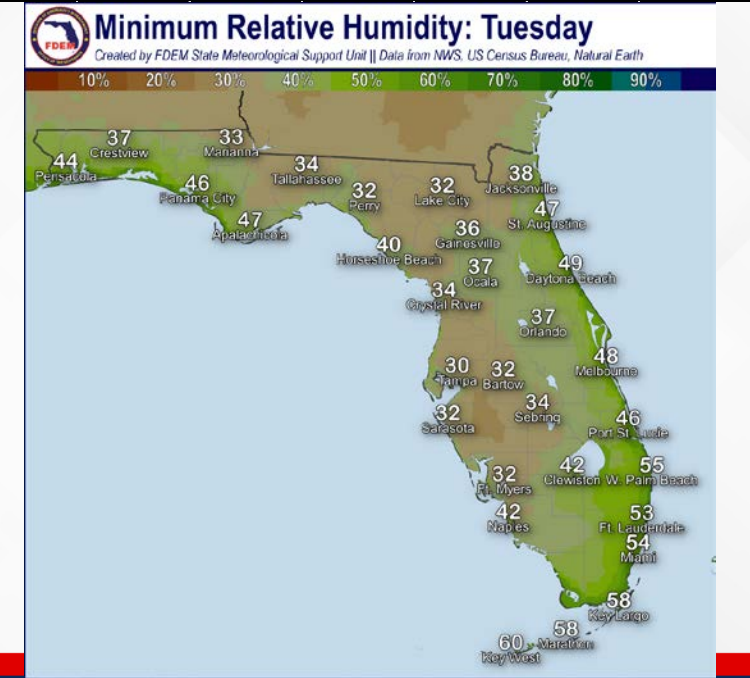 FDEM
Minimum Relative Humidity: Tuesday
Created by FDEM State Meteorological Support Unit || Data from NWS, US Census Bureau, Natural Earth
10% 20% 30% 40% 50% 60% 70% 80% 90%
37
Crestview
33
Marianna
44
Pensacola
34
Tallahassee
46
Panama City
32
Perry
32
Lake City
38
Jacksonville
47
Apalachicola
47
St. Augustine
36
Gainesville
40
Horseshoe Beach
37
Ocala
49
Daytona Beach
34
Crystal River
37
Orlando
48
Melbourne
30
Tampa
32
Bartow
34
Sebring
32
Sarasota
46
Port St. Lucie
32
Ft. Myers
42
Clewiston
55
W. Palm Beach
42
Naples
53
Ft. Lauderdale
54
Miami
58
Key Largo
58
Marathon
60
Key West